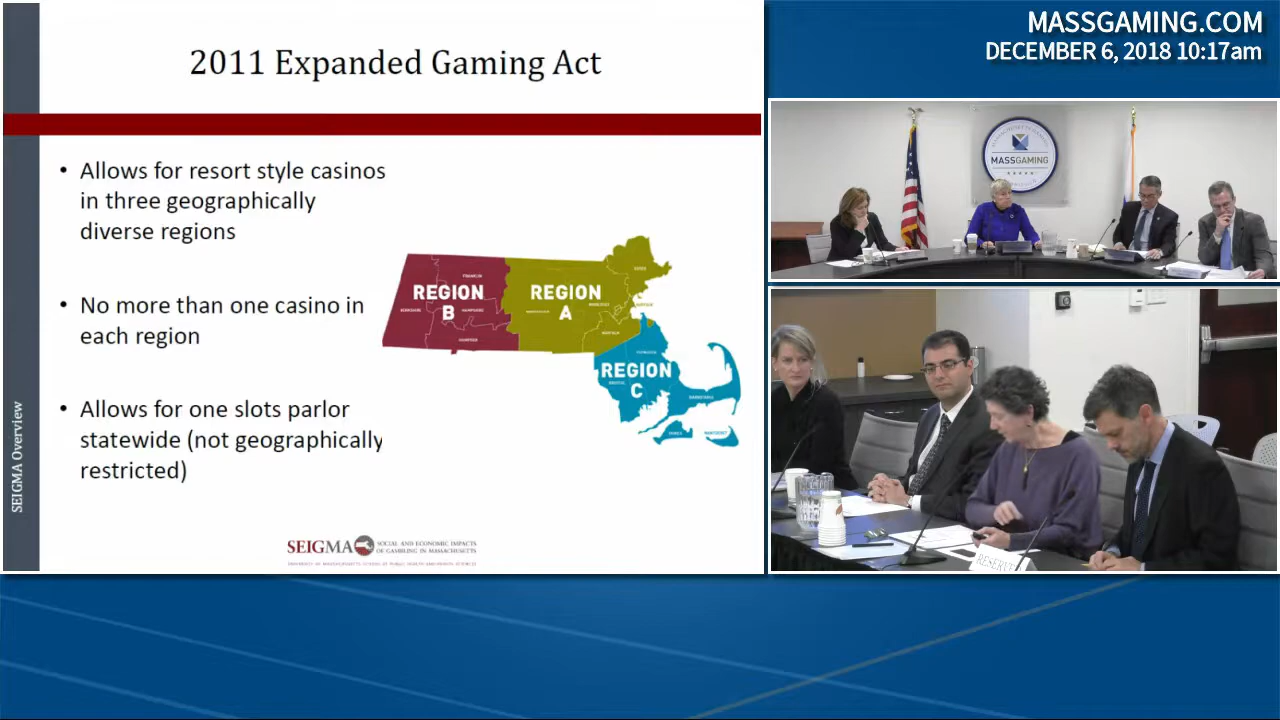 2011 Expanded Gaming Act
• Allows for resort style casinos
in three geographically
diverse regions
• No more than one casino in
each region
• Allows for one slots parlor
statewide (not geographically
restricted)
REGION
B
REGION
A
REGION
C
SEIGMA Overview
SEIGMA
SOCIAL AND ECONOMIC IMPACTS
OF GAMBLING IN MASSACHUSETTS
MASSGAMING.COM
DECEMBER 6, 2018 10:17am
MASSGAMING